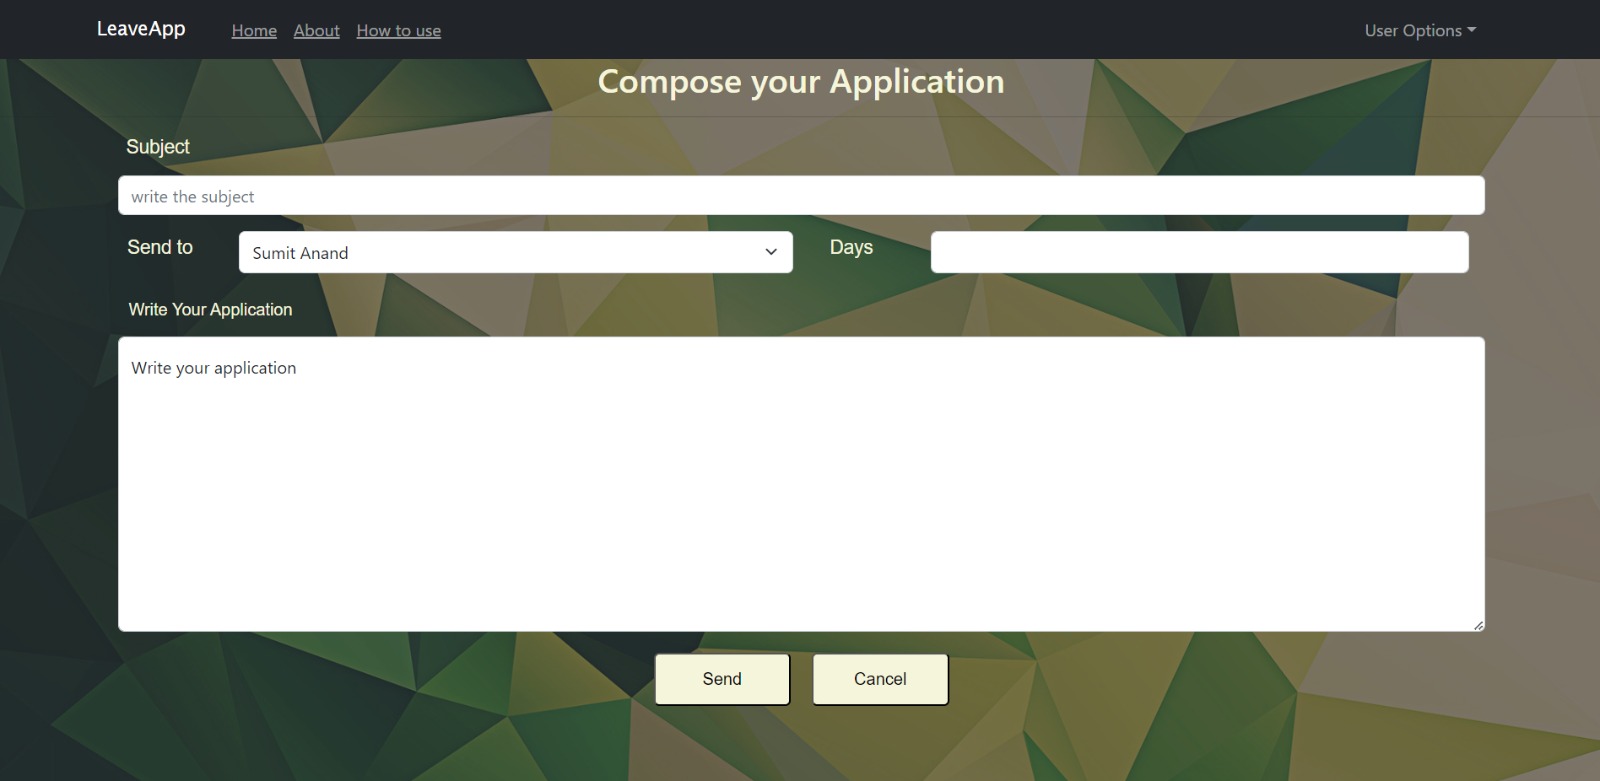 LeaveApp Home About How to use User Options
Compose your Application
Subject
write the subject
Send to Sumit Anand Days
Write Your Application
Write your application
Send Cancel